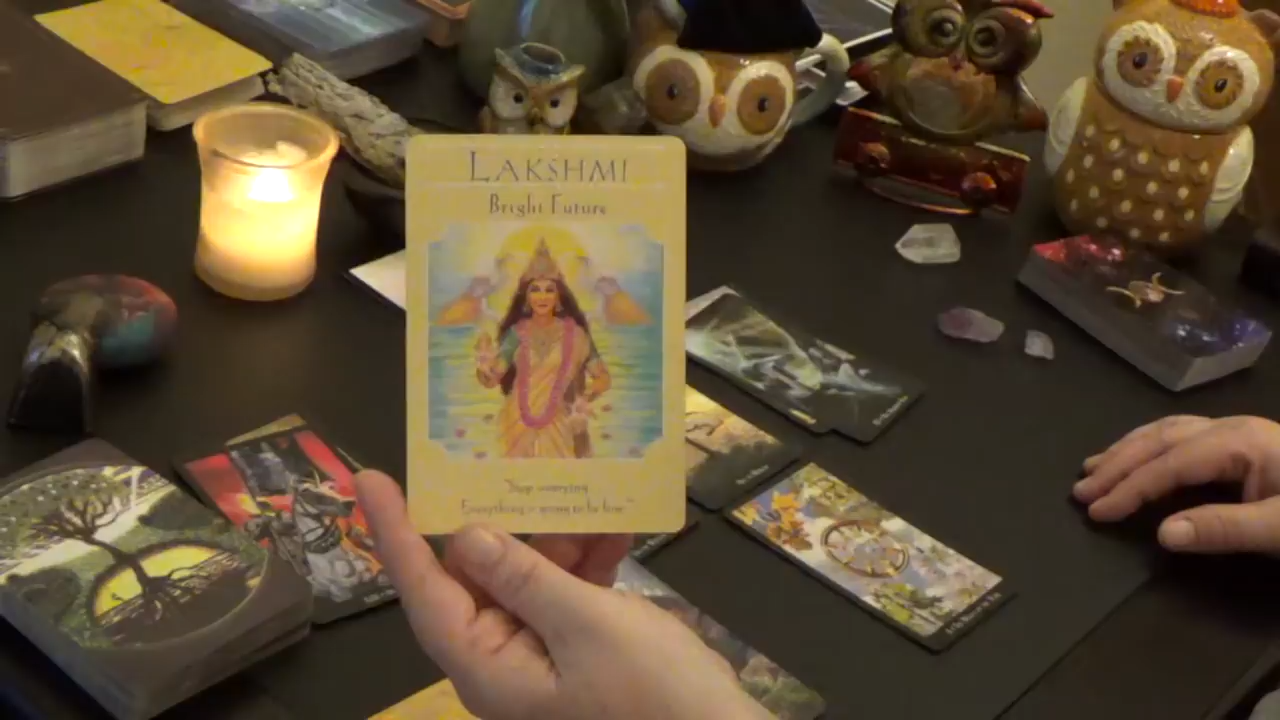 LAKSHMI
Bright Future
"Stop worrying.
Everything is going to be fine."